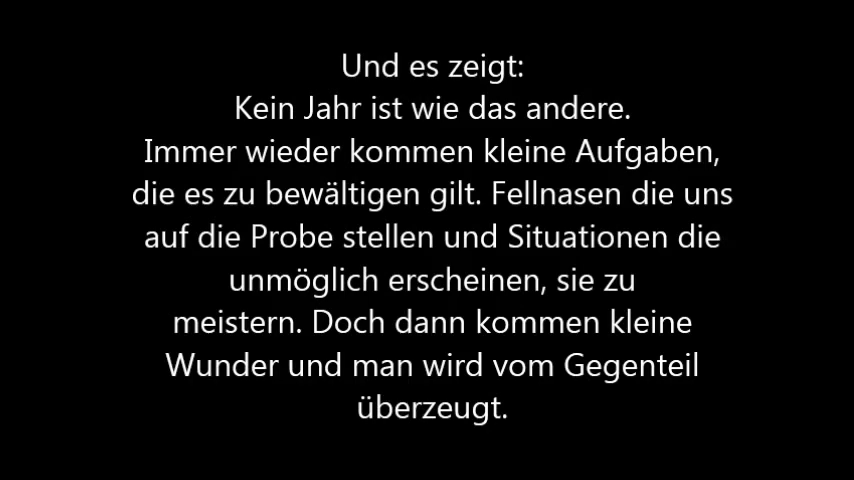 Und es zeigt:
Kein Jahr ist wie das andere.
Immer wieder kommen kleine Aufgaben,
die es zu bewältigen gilt. Fellnasen die uns
auf die Probe stellen und Situationen die
unmöglich erscheinen, sie zu
meistern. Doch dann kommen kleine
Wunder und man wird vom Gegenteil
überzeugt.